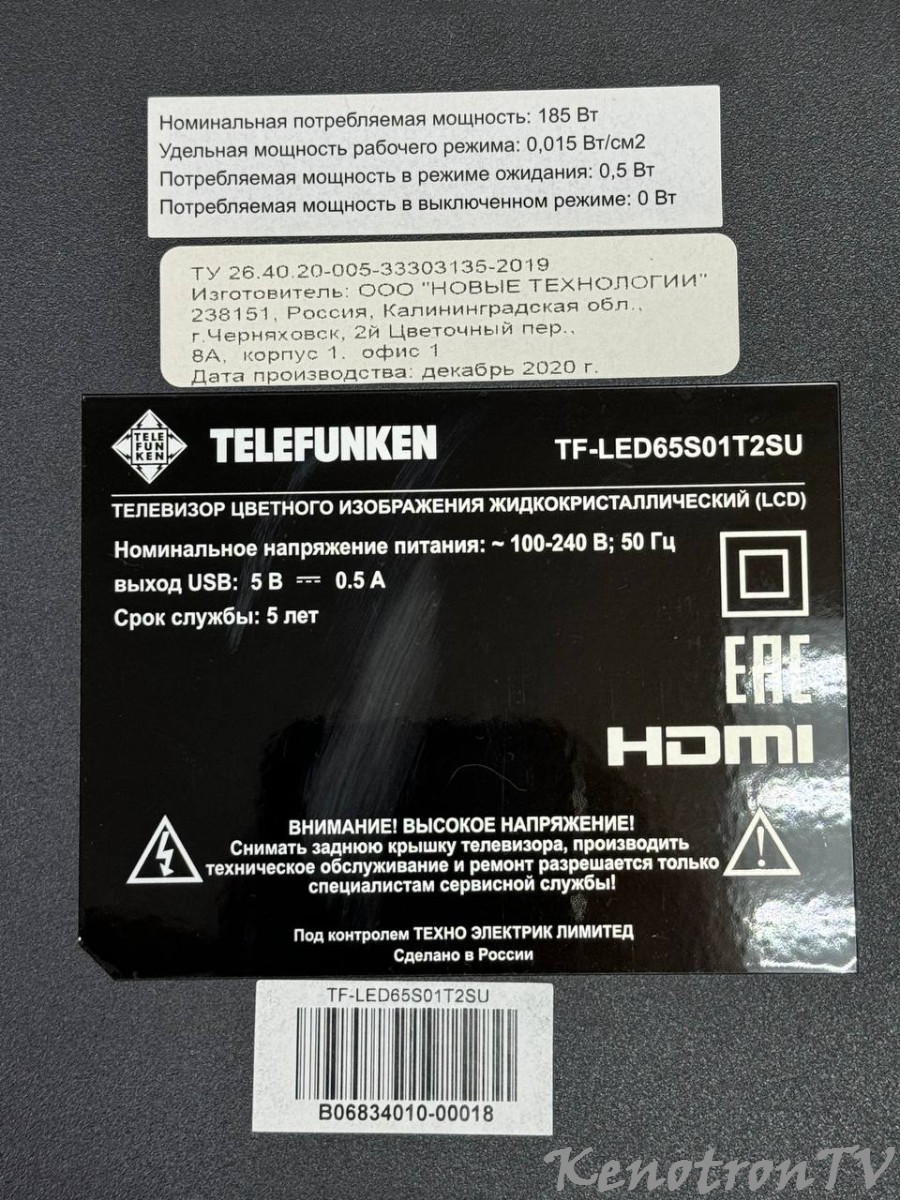 Номинальная потребляемая мощность: 185 Вт
Удельная мощность рабочего режима: 0,015 Вт/см2
Потребляемая мощность в режиме ожидания: 0,5 Вт
Потребляемая мощность в выключенном режиме: 0 Вт
ТУ 26.40.20-005-33303135-2019
Изготовитель: ООО "НОВЫЕ ТЕХНОЛОГИИ"
238151, Россия, Калининградская обл.,
г.Черняховск, 2й Цветочный пер.,
8А, корпус 1. офис 1
Дата производства: декабрь 2020 г.
TELE
FUN
KEN
TELEFUNKEN
TF-LED65S01T2SU
ТЕЛЕВИЗОР ЦВЕТНОГО ИЗОБРАЖЕНИЯ ЖИДКОКРИСТАЛЛИЧЕСКИЙ (LCD)
Номинальное напряжение питания: ~ 100-240 В; 50 Гц
выход USB: 5 В ⎓ 0.5 А
Срок службы: 5 лет
EAC
HDMI
ВНИМАНИЕ! ВЫСОКОЕ НАПРЯЖЕНИЕ!
Снимать заднюю крышку телевизора, производить
техническое обслуживание и ремонт разрешается только
специалистам сервисной службы!
Под контролем ТЕХНО ЭЛЕКТРИК ЛИМИТЕД
Сделано в России
TF-LED65S01T2SU
B06834010-00018
KenotronTV